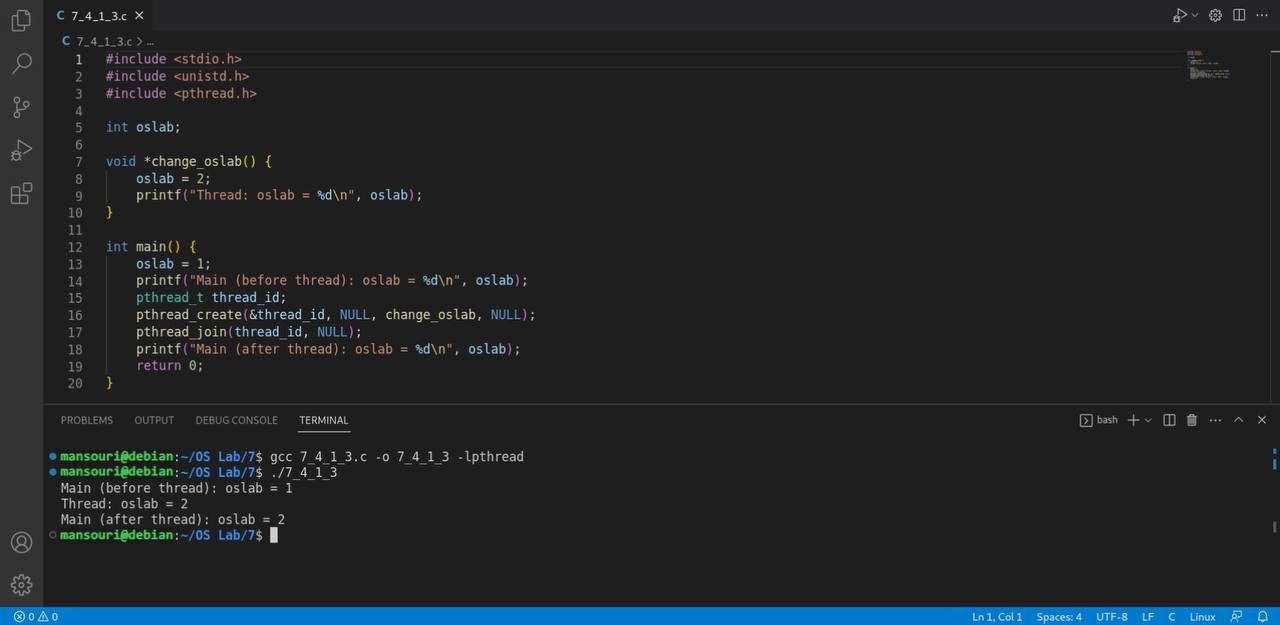 C 7_4_1_3.c ×
C 7_4_1_3.c > ...
1 #include <stdio.h>
2 #include <unistd.h>
3 #include <pthread.h>
4
5 int oslab;
6
7 void *change_oslab() {
8 oslab = 2;
9 printf("Thread: oslab = %d\n", oslab);
10 }
11
12 int main() {
13 oslab = 1;
14 printf("Main (before thread): oslab = %d\n", oslab);
15 pthread_t thread_id;
16 pthread_create(&thread_id, NULL, change_oslab, NULL);
17 pthread_join(thread_id, NULL);
18 printf("Main (after thread): oslab = %d\n", oslab);
19 return 0;
20 }
PROBLEMS OUTPUT DEBUG CONSOLE TERMINAL bash
mansouri@debian:~/OS Lab/7$ gcc 7_4_1_3.c -o 7_4_1_3 -lpthread
mansouri@debian:~/OS Lab/7$ ./7_4_1_3
Main (before thread): oslab = 1
Thread: oslab = 2
Main (after thread): oslab = 2
mansouri@debian:~/OS Lab/7$
0 0 Ln 1, Col 1 Spaces: 4 UTF-8 LF C Linux